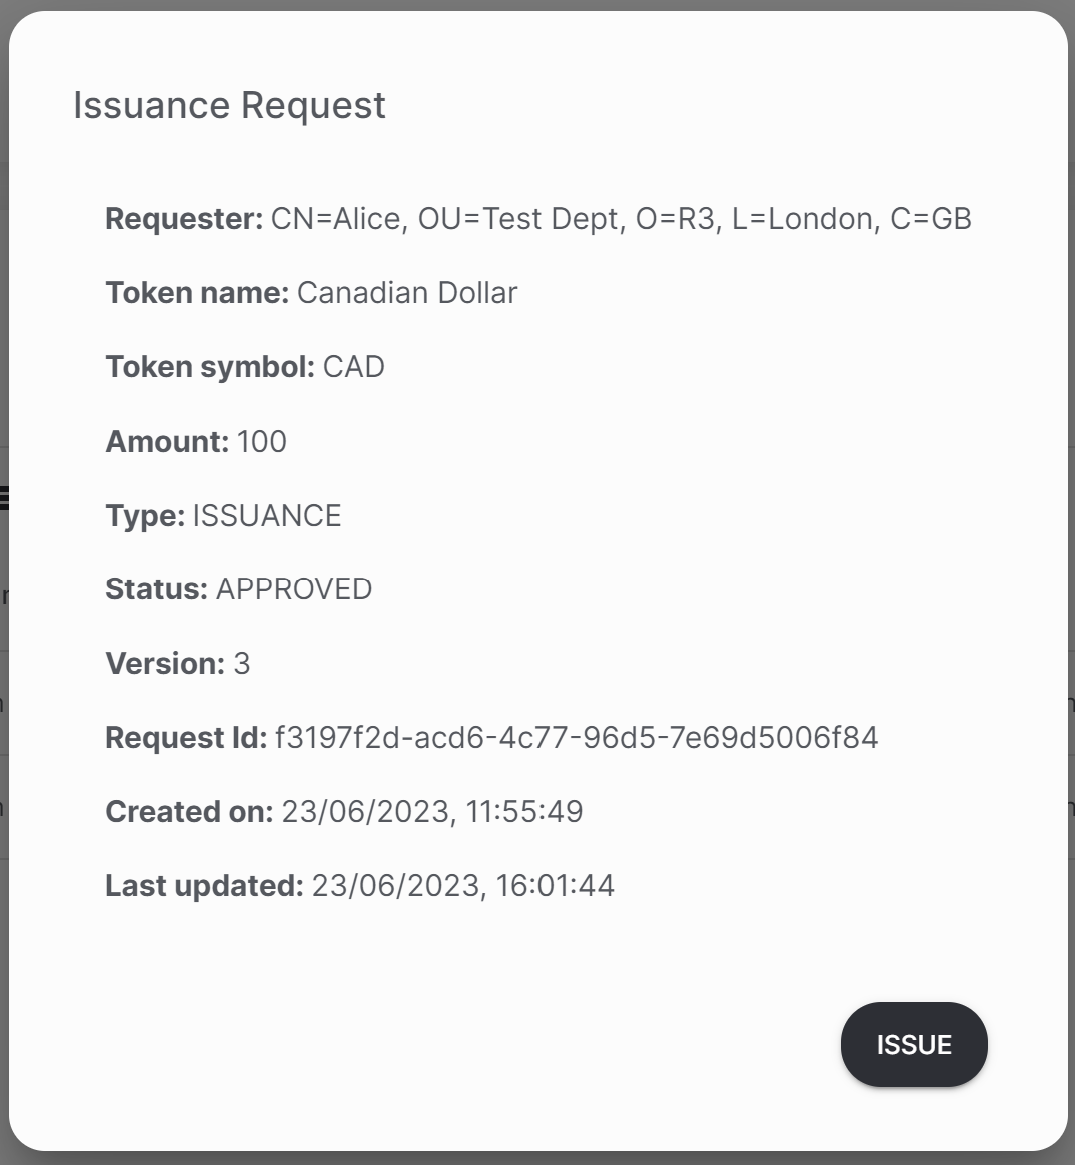 Issuance Request
Requester: CN=Alice, OU=Test Dept, O=R3, L=London, C=GB
Token name: Canadian Dollar
Token symbol: CAD
Amount: 100
Type: ISSUANCE
Status: APPROVED
Version: 3
Request Id: f3197f2d-acd6-4c77-96d5-7e69d5006f84
Created on: 23/06/2023, 11:55:49
Last updated: 23/06/2023, 16:01:44
ISSUE